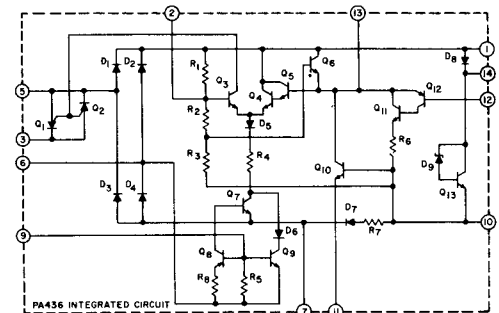 2 13
1
D1 D2 R1 Q3 Q6 D8
14
5 Q5 Q4 Q12
Q2 R2 Q11 12
Q1 D5
3 R6
6 R3 R4 Q10 D9
D3 D4 Q13
Q7 D7
R7 10
9 D6
Q8 Q9
R8 R5
PA436 INTEGRATED CIRCUIT
7 11